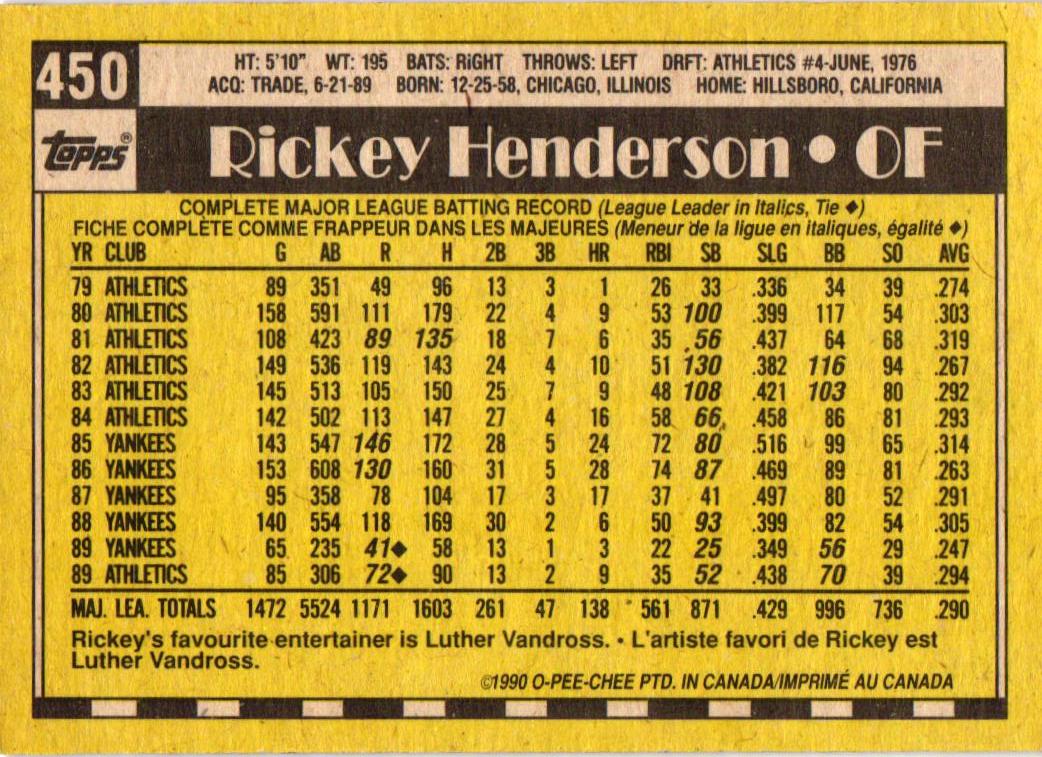 450
HT: 5'10" WT: 195 BATS: RIGHT THROWS: LEFT DRFT: ATHLETICS #4-JUNE, 1976
ACQ: TRADE, 6-21-89 BORN: 12-25-58, CHICAGO, ILLINOIS HOME: HILLSBORO, CALIFORNIA
TOPPS®
Rickey Henderson • OF
COMPLETE MAJOR LEAGUE BATTING RECORD (League Leader in Italics, Tie ◆)
FICHE COMPLÈTE COMME FRAPPEUR DANS LES MAJEURES (Meneur de la ligue en italiques, égalité ◆)
YR CLUB G AB R H 2B 3B HR RBI SB SLG BB SO AVG
79 ATHLETICS 89 351 49 96 13 3 1 26 33 .336 34 39 .274
80 ATHLETICS 158 591 111 179 22 4 9 53 100 .399 117 54 .303
81 ATHLETICS 108 423 89 135 18 7 6 35 56 .437 64 68 .319
82 ATHLETICS 149 536 119 143 24 4 10 51 130 .382 116 94 .267
83 ATHLETICS 145 513 105 150 25 7 9 48 108 .421 103 80 .292
84 ATHLETICS 142 502 113 147 27 4 16 58 66 .458 86 81 .293
85 YANKEES 143 547 146 172 28 5 24 72 80 .516 99 65 .314
86 YANKEES 153 608 130 160 31 5 28 74 87 .469 89 81 .263
87 YANKEES 95 358 78 104 17 3 17 37 41 .497 80 52 .291
88 YANKEES 140 554 118 169 30 2 6 50 93 .399 82 54 .305
89 YANKEES 65 235 41◆ 58 13 1 3 22 25 .349 56 29 .247
89 ATHLETICS 85 306 72◆ 90 13 2 9 35 52 .438 70 39 .294
MAJ. LEA. TOTALS 1472 5524 1171 1603 261 47 138 561 871 .429 996 736 .290
Rickey's favourite entertainer is Luther Vandross. • L'artiste favori de Rickey est
Luther Vandross.
©1990 O-PEE-CHEE PTD. IN CANADA/IMPRIMÉ AU CANADA